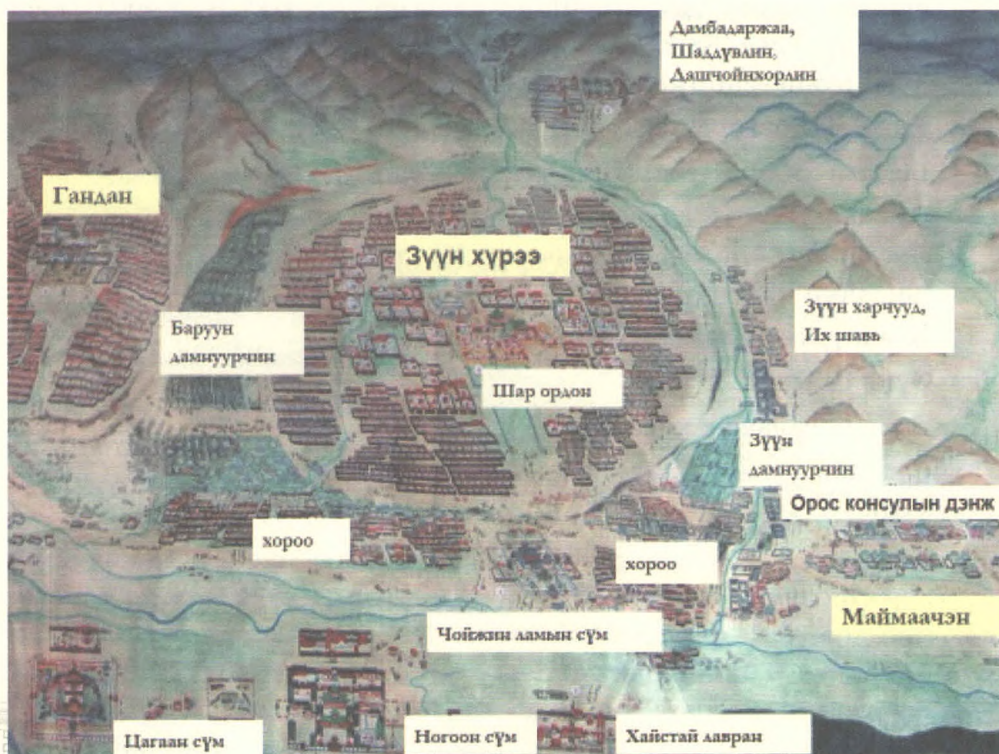 Дамбадаржаа,
Шаддүвлин,
Дашчойнхорлин
Гандан
Зүүн хүрээ
Баруун
дамнуурчин
Зүүн харчууд,
Их шавь
Шар ордон
Зүүн
дамнуурчин
Орос консулын дэнж
хороо
хороо
Маймаачэн
Чойжин ламын сүм
Цагаан сүм
Ногоон сүм
Хайстай лавран